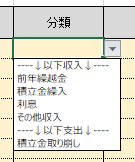 分類
----↓以下収入↓----
前年繰越金
積立金繰入
利息
その他収入
----↓以下支出↓----
積立金取り崩し